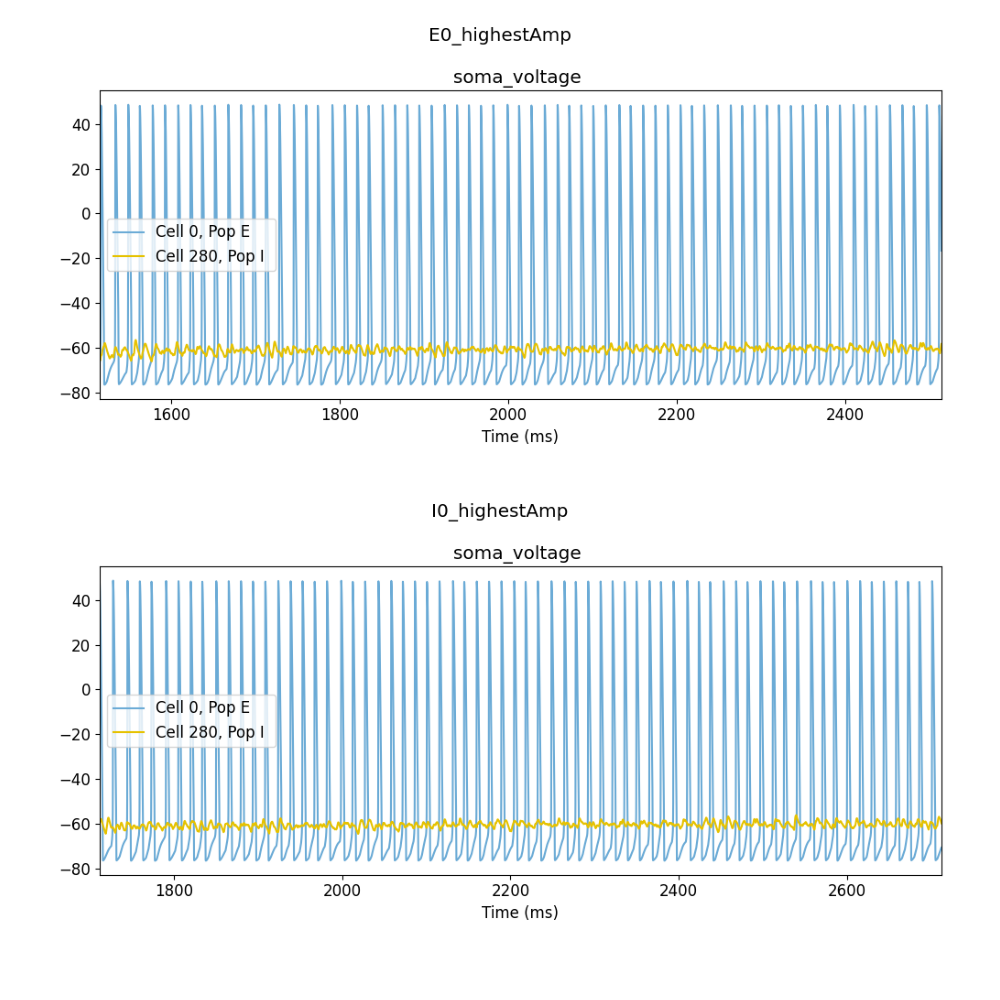 E0_highestAmp
soma_voltage
40
20
0
−20
−40
−60
−80
Cell 0, Pop E
Cell 280, Pop I
1600 1800 2000 2200 2400
Time (ms)
I0_highestAmp
soma_voltage
40
20
0
−20
−40
−60
−80
Cell 0, Pop E
Cell 280, Pop I
1800 2000 2200 2400 2600
Time (ms)